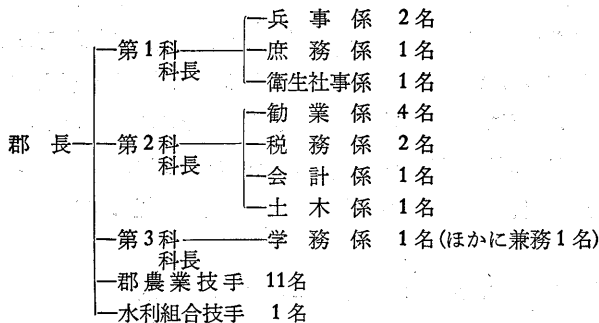 兵事係 2名
第1科
科長
庶務係 1名
衛生社事係 1名
勧業係 4名
郡長
第2科
科長
税務係 2名
会計係 1名
土木係 1名
第3科
科長
学務係 1名(ほかに兼務1名)
郡農業技手 11名
水利組合技手 1名